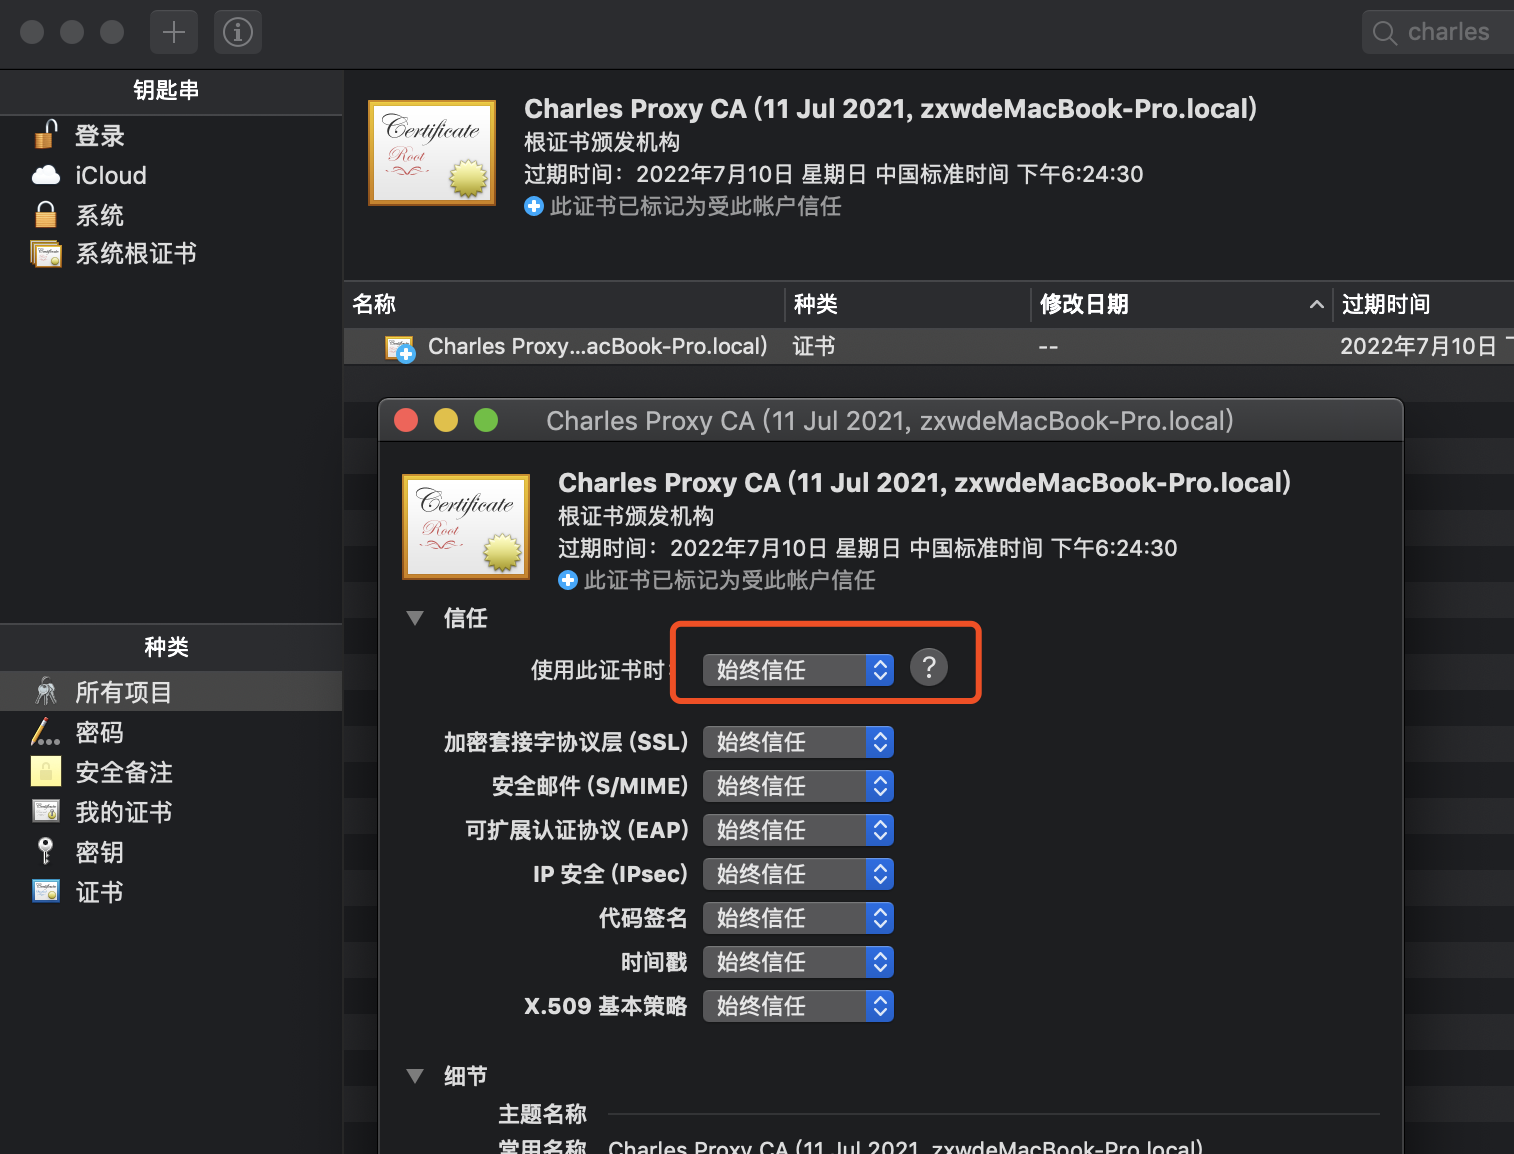 charles
钥匙串
登录
iCloud
系统
系统根证书
Certificate
Root
Charles Proxy CA (11 Jul 2021, zxwdeMacBook-Pro.local)
根证书颁发机构
过期时间：2022年7月10日 星期日 中国标准时间 下午6:24:30
此证书已标记为受此帐户信任
名称 种类 修改日期 过期时间
Charles Proxy...acBook-Pro.local) 证书 -- 2022年7月10日
Charles Proxy CA (11 Jul 2021, zxwdeMacBook-Pro.local)
Certificate
Root
Charles Proxy CA (11 Jul 2021, zxwdeMacBook-Pro.local)
根证书颁发机构
过期时间：2022年7月10日 星期日 中国标准时间 下午6:24:30
此证书已标记为受此帐户信任
信任
使用此证书时: 始终信任 ?
加密套接字协议层 (SSL) 始终信任
安全邮件 (S/MIME) 始终信任
可扩展认证协议 (EAP) 始终信任
IP 安全 (IPsec) 始终信任
代码签名 始终信任
时间戳 始终信任
X.509 基本策略 始终信任
细节
主题名称
常用名称 Charles Proxy CA (11 Jul 2021, zxwdeMacBook-Pro.local)
种类
所有项目
密码
安全备注
我的证书
密钥
证书